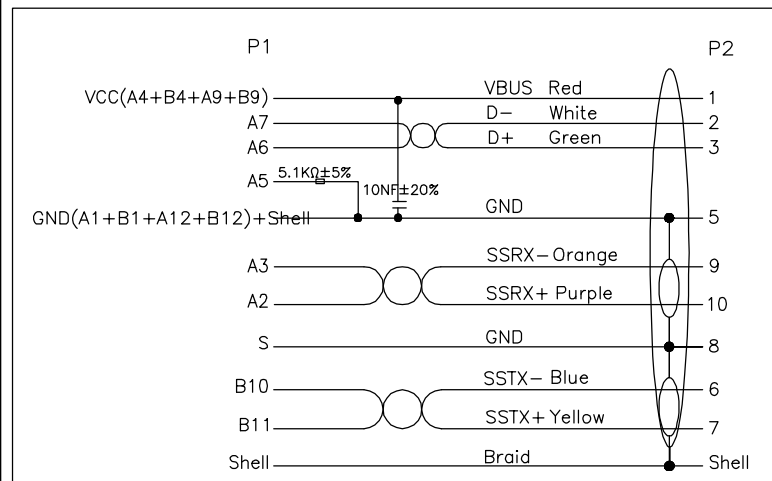 P1 P2
VCC(A4+B4+A9+B9) VBUS Red 1
A7 D- White 2
A6 D+ Green 3
A5 5.1KΩ±5%
10NF±20%
GND(A1+B1+A12+B12)+Shell GND 5
A3 SSRX- Orange 9
A2 SSRX+ Purple 10
S GND 8
B10 SSTX- Blue 6
B11 SSTX+ Yellow 7
Shell Braid Shell